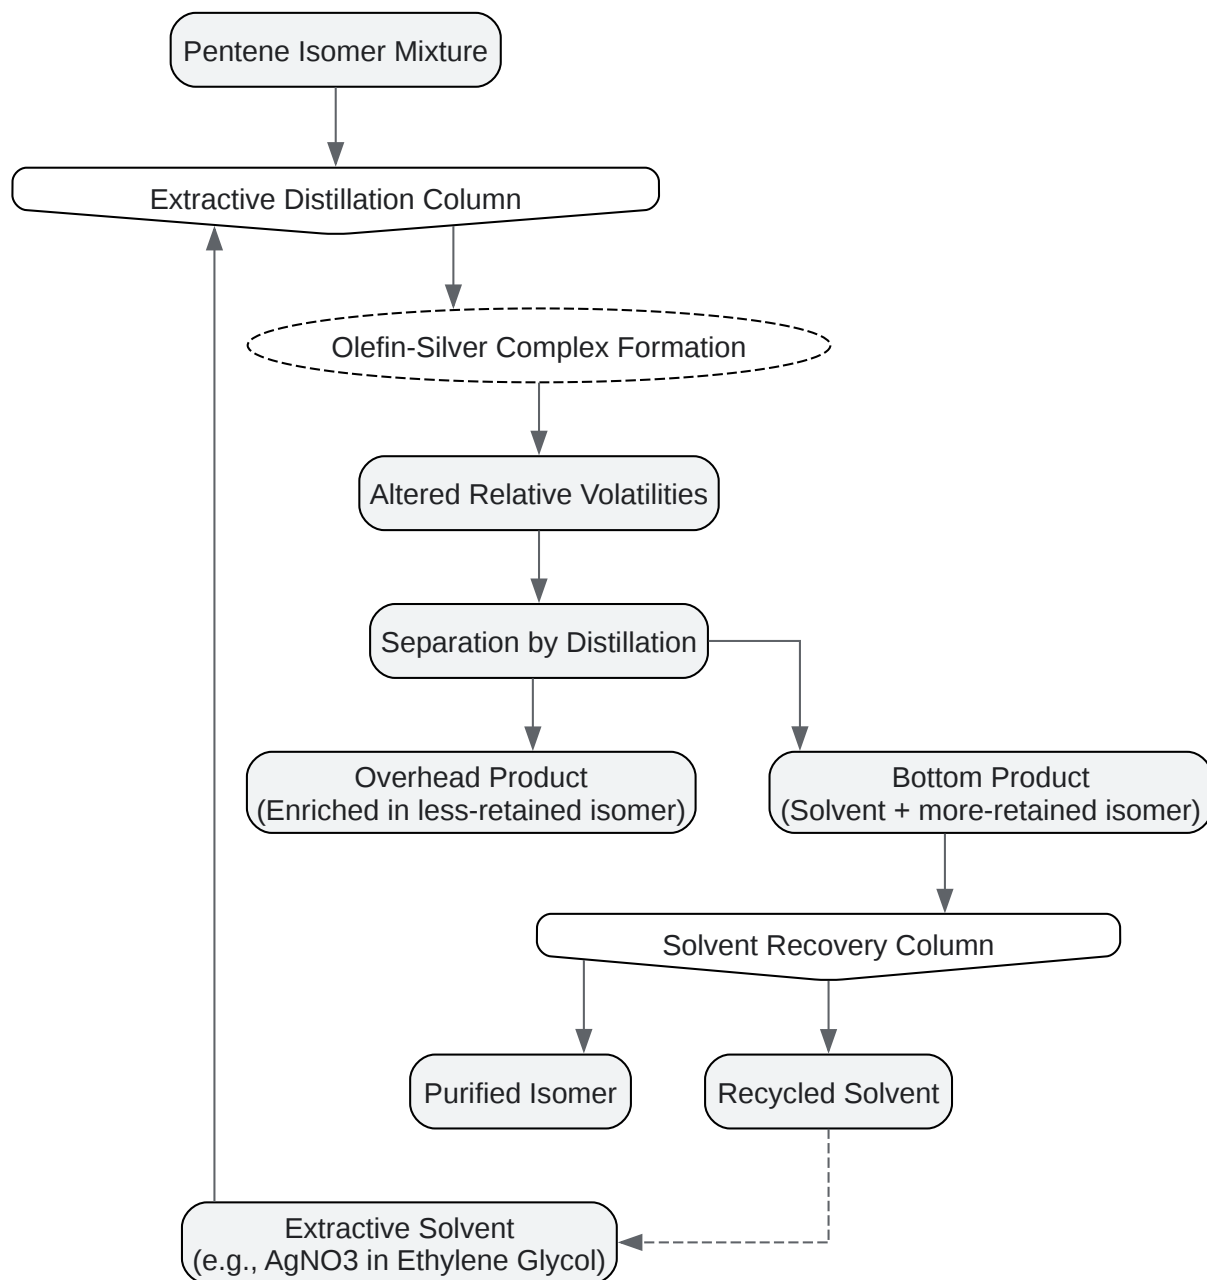 Pentene Isomer Mixture
Extractive Distillation Column
Olefin-Silver Complex Formation
Altered Relative Volatilities
Separation by Distillation
Overhead Product
(Enriched in less-retained isomer)
Bottom Product
(Solvent + more-retained isomer)
Solvent Recovery Column
Purified Isomer
Recycled Solvent
Extractive Solvent
(e.g., AgNO3 in Ethylene Glycol)